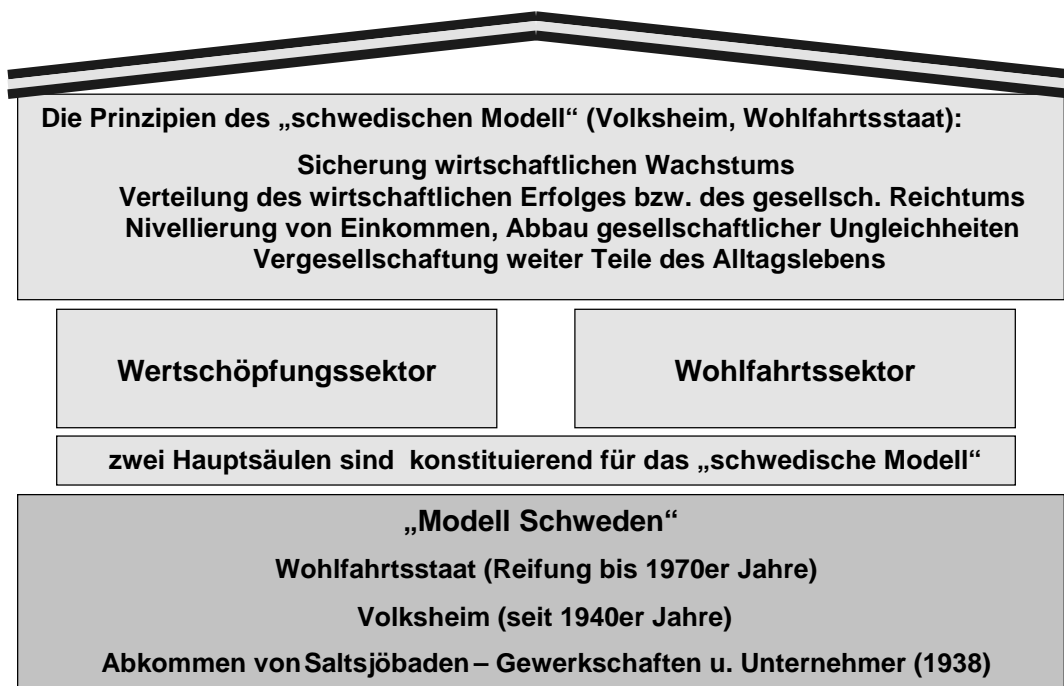 Die Prinzipien des „schwedischen Modell“ (Volksheim, Wohlfahrtsstaat):
Sicherung wirtschaftlichen Wachstums
Verteilung des wirtschaftlichen Erfolges bzw. des gesellsch. Reichtums
Nivellierung von Einkommen, Abbau gesellschaftlicher Ungleichheiten
Vergesellschaftung weiter Teile des Alltagslebens
Wertschöpfungssektor
Wohlfahrtssektor
zwei Hauptsäulen sind konstituierend für das „schwedische Modell“
„Modell Schweden“
Wohlfahrtsstaat (Reifung bis 1970er Jahre)
Volksheim (seit 1940er Jahre)
Abkommen von Saltsjöbaden – Gewerkschaften u. Unternehmer (1938)